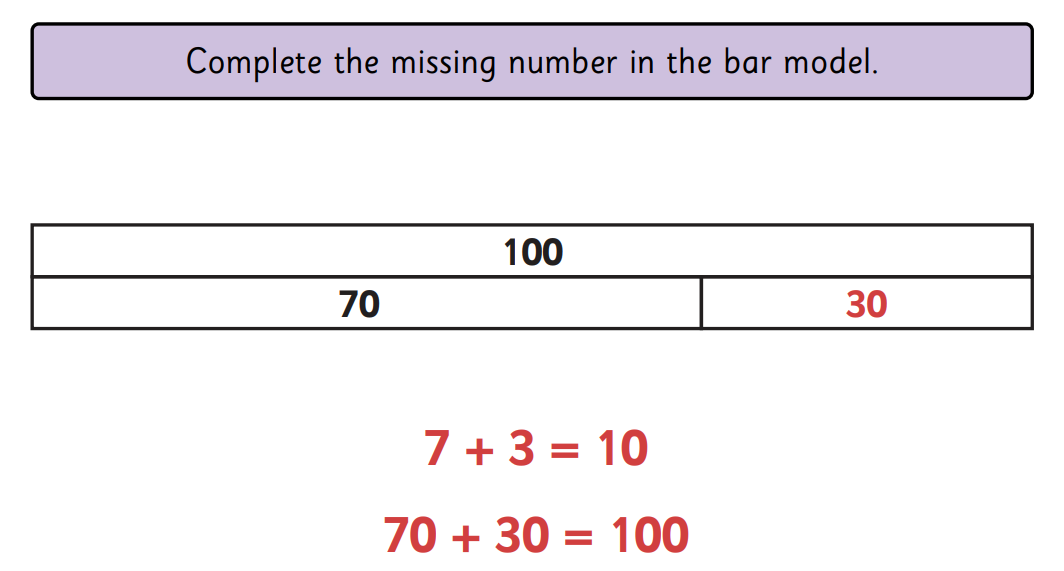 Complete the missing number in the bar model.
100
70 30
7 + 3 = 10
70 + 30 = 100